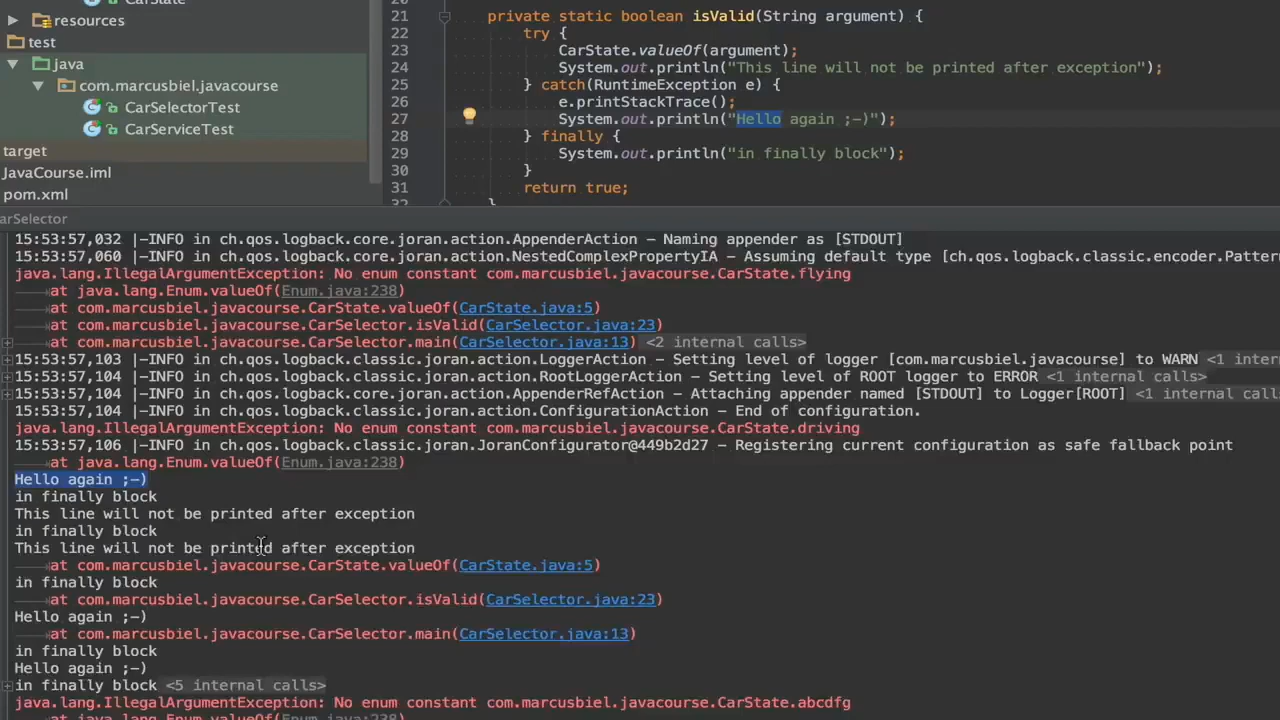 CarState
resources
test
java
com.marcusbiel.javacourse
CarSelectorTest
CarServiceTest
target
JavaCourse.iml
pom.xml
21 private static boolean isValid(String argument) {
22 try {
23 CarState.valueOf(argument);
24 System.out.println("This line will not be printed after exception");
25 } catch(RuntimeException e) {
26 e.printStackTrace();
27 System.out.println("Hello again ;-)");
28 } finally {
29 System.out.println("in finally block");
30 }
31 return true;
32 }
arSelector
15:53:57,032 |-INFO in ch.qos.logback.core.joran.action.AppenderAction - Naming appender as [STDOUT]
15:53:57,060 |-INFO in ch.qos.logback.core.joran.action.NestedComplexPropertyIA - Assuming default type [ch.qos.logback.classic.encoder.Pattern
java.lang.IllegalArgumentException: No enum constant com.marcusbiel.javacourse.CarState.flying
at java.lang.Enum.valueOf(Enum.java:238)
at com.marcusbiel.javacourse.CarState.valueOf(CarState.java:5)
at com.marcusbiel.javacourse.CarSelector.isValid(CarSelector.java:23)
at com.marcusbiel.javacourse.CarSelector.main(CarSelector.java:13) <2 internal calls>
15:53:57,103 |-INFO in ch.qos.logback.classic.joran.action.LoggerAction - Setting level of logger [com.marcusbiel.javacourse] to WARN <1 inter
15:53:57,104 |-INFO in ch.qos.logback.classic.joran.action.RootLoggerAction - Setting level of ROOT logger to ERROR <1 internal calls>
15:53:57,104 |-INFO in ch.qos.logback.core.joran.action.AppenderRefAction - Attaching appender named [STDOUT] to Logger[ROOT] <1 internal calls
15:53:57,104 |-INFO in ch.qos.logback.classic.joran.action.ConfigurationAction - End of configuration.
java.lang.IllegalArgumentException: No enum constant com.marcusbiel.javacourse.CarState.driving
15:53:57,106 |-INFO in ch.qos.logback.classic.joran.JoranConfigurator@449b2d27 - Registering current configuration as safe fallback point
at java.lang.Enum.valueOf(Enum.java:238)
Hello again ;-)
in finally block
This line will not be printed after exception
in finally block
This line will not be printed after exception
at com.marcusbiel.javacourse.CarState.valueOf(CarState.java:5)
in finally block
at com.marcusbiel.javacourse.CarSelector.isValid(CarSelector.java:23)
Hello again ;-)
at com.marcusbiel.javacourse.CarSelector.main(CarSelector.java:13)
in finally block
Hello again ;-)
in finally block <5 internal calls>
java.lang.IllegalArgumentException: No enum constant com.marcusbiel.javacourse.CarState.abcdfg
at java.lang.Enum.valueOf(Enum.java:238)